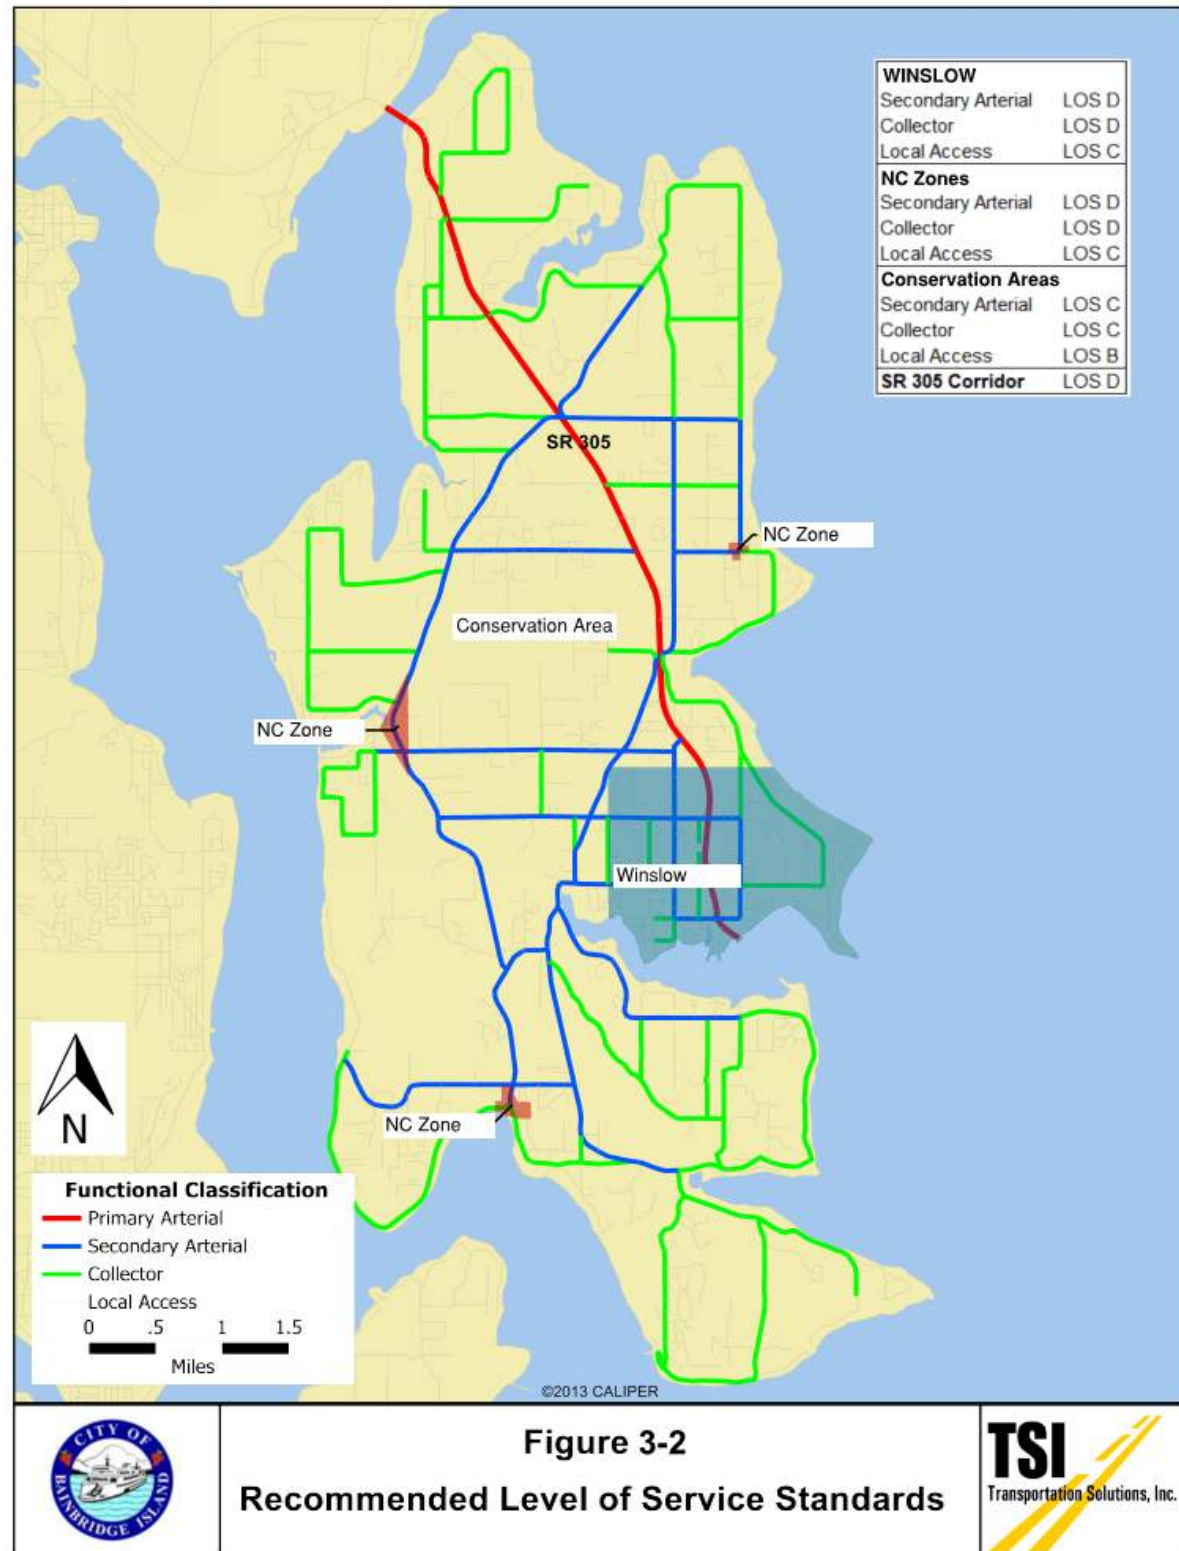 WINSLOW
Secondary Arterial LOS D
Collector LOS D
Local Access LOS C
NC Zones
Secondary Arterial LOS D
Collector LOS D
Local Access LOS C
Conservation Areas
Secondary Arterial LOS C
Collector LOS C
Local Access LOS B
SR 305 Corridor LOS D
SR 305
NC Zone
Conservation Area
NC Zone
Winslow
NC Zone
N
Functional Classification
Primary Arterial
Secondary Arterial
Collector
Local Access
0 .5 1 1.5
Miles
©2013 CALIPER
CITY OF
BAINBRIDGE ISLAND
Figure 3-2
Recommended Level of Service Standards
TSI
Transportation Solutions, Inc.